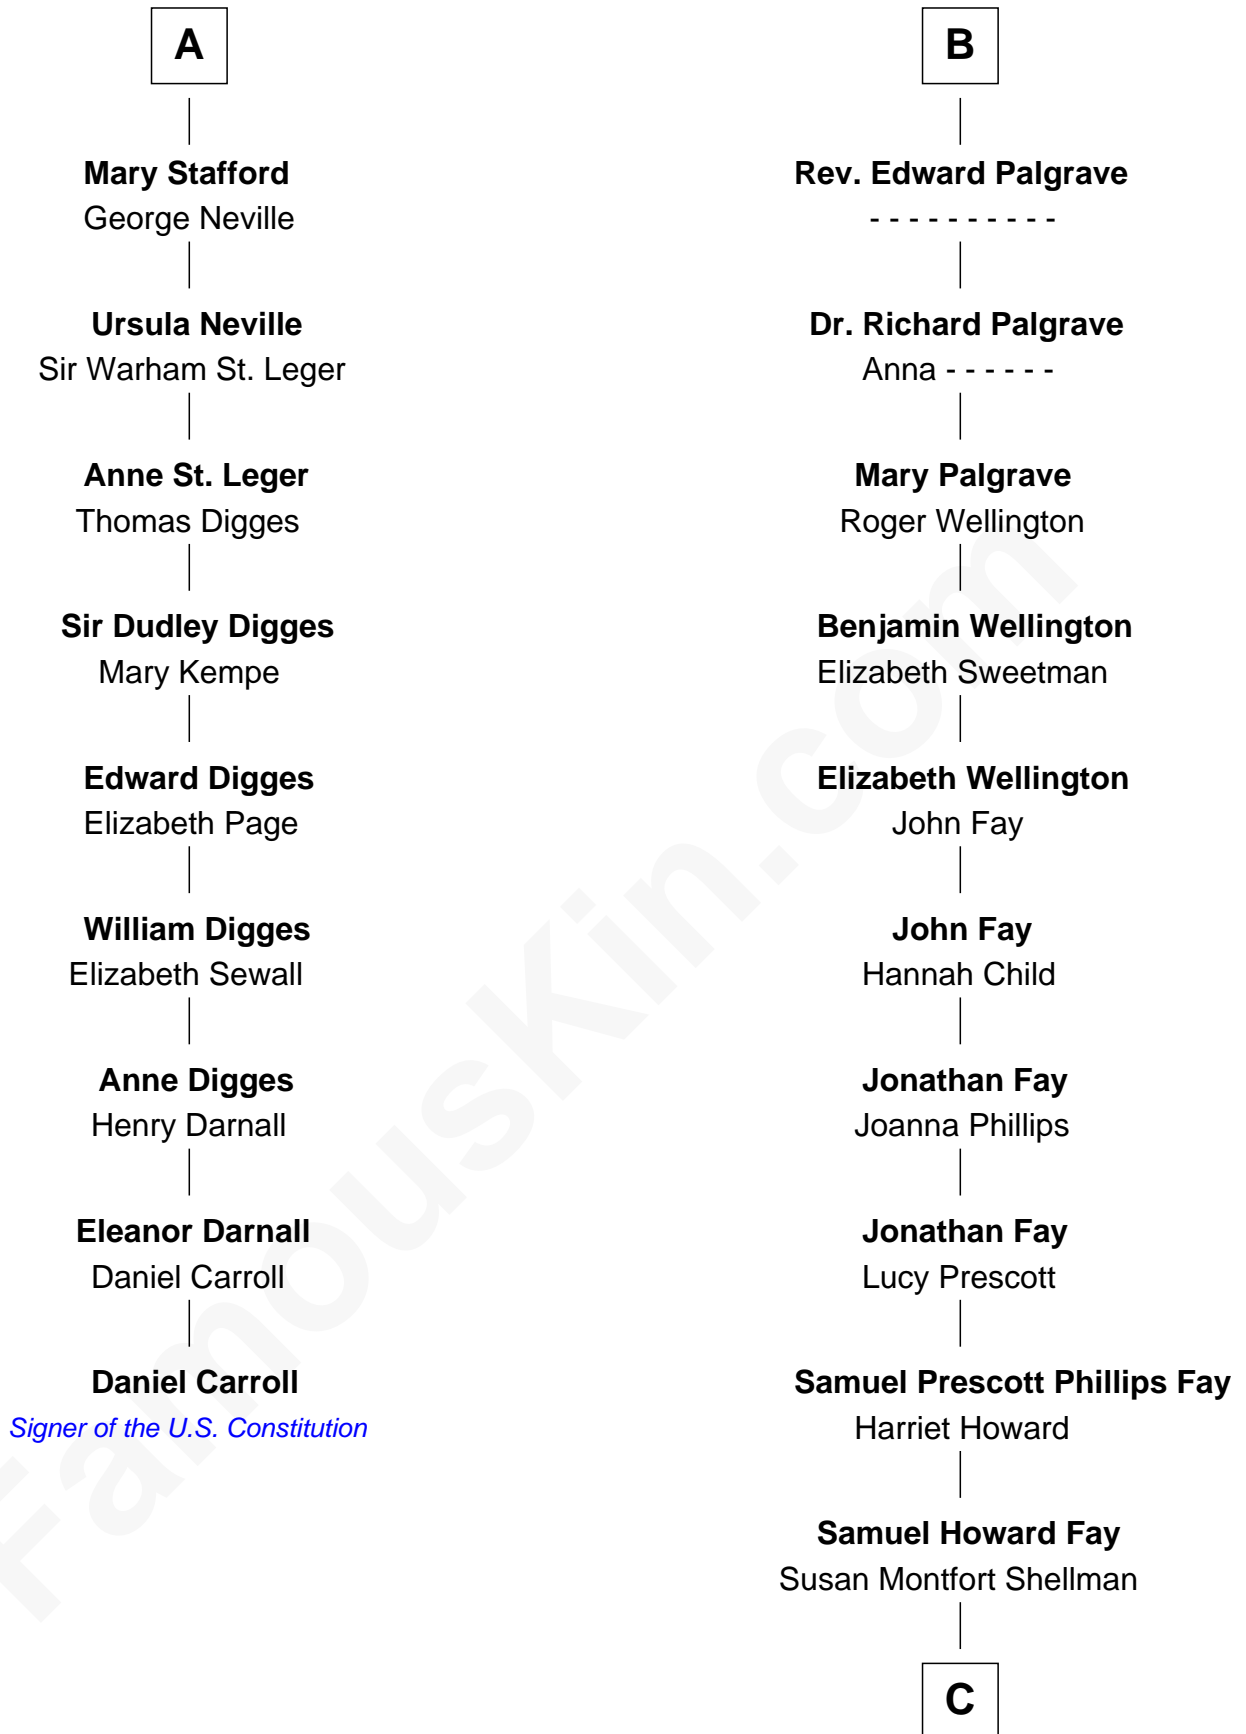 A
Mary Stafford
George Neville
Ursula Neville
Sir Warham St. Leger
Anne St. Leger
Thomas Digges
Sir Dudley Digges
Mary Kempe
Edward Digges
Elizabeth Page
William Digges
Elizabeth Sewall
Anne Digges
Henry Darnall
Eleanor Darnall
Daniel Carroll
Daniel Carroll
Signer of the U.S. Constitution
B
Rev. Edward Palgrave
- - - - - - - - - -
Dr. Richard Palgrave
Anna - - - - - -
Mary Palgrave
Roger Wellington
Benjamin Wellington
Elizabeth Sweetman
Elizabeth Wellington
John Fay
John Fay
Hannah Child
Jonathan Fay
Joanna Phillips
Jonathan Fay
Lucy Prescott
Samuel Prescott Phillips Fay
Harriet Howard
Samuel Howard Fay
Susan Montfort Shellman
C
FamousKin.com